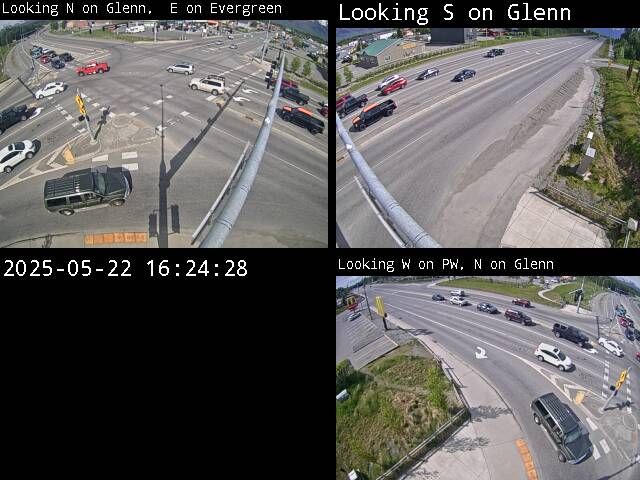 Looking N on Glenn,  E on Evergreen
Looking S on Glenn
2025-05-22 16:24:28
Looking W on PW, N on Glenn